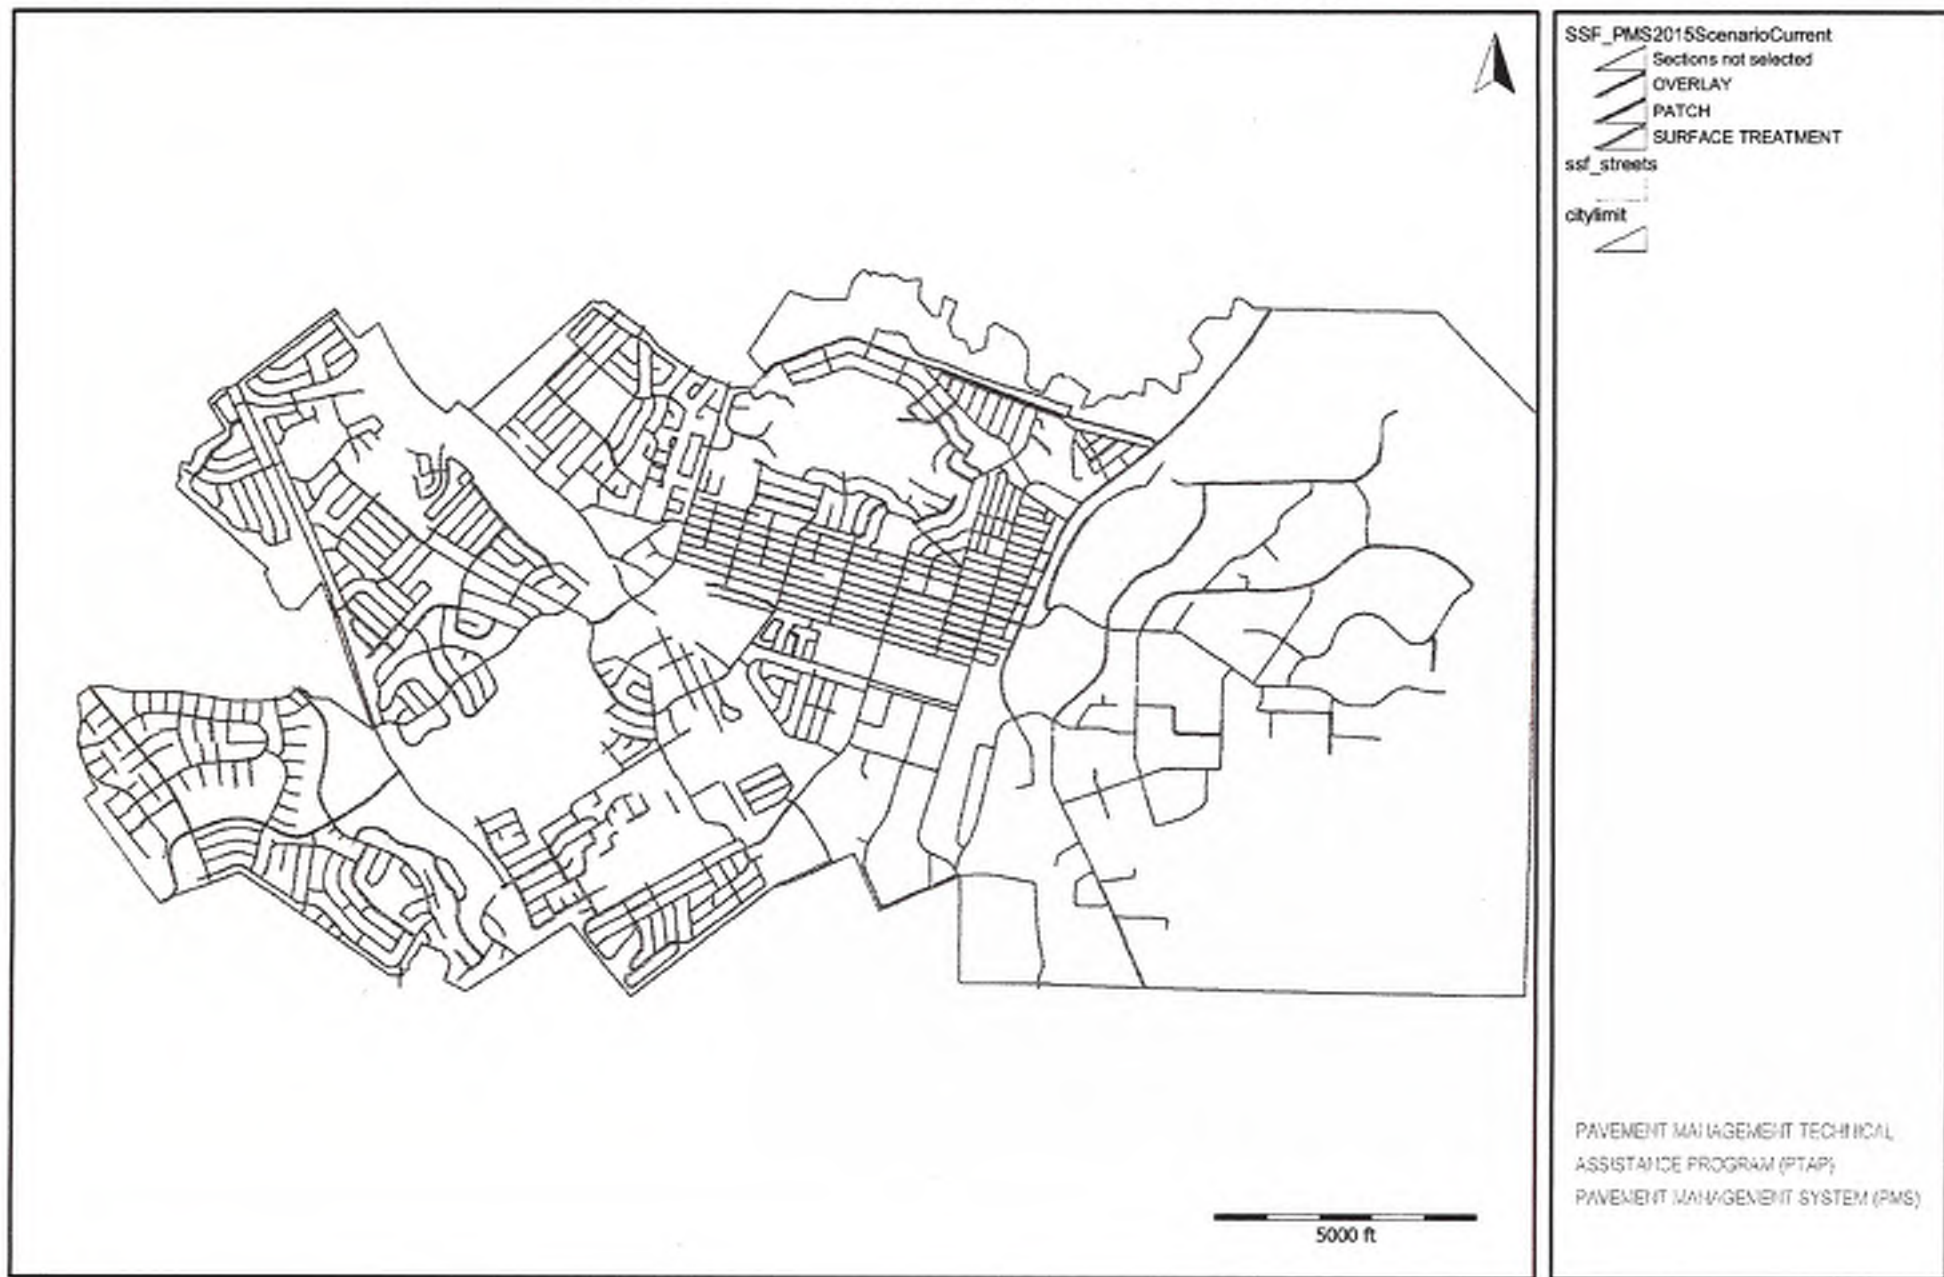 SSF_PMS2015ScenarioCurrent
Sections not selected
OVERLAY
PATCH
SURFACE TREATMENT
ssf_streets
citylimit
PAVEMENT MANAGEMENT TECHNICAL
ASSISTANCE PROGRAM (PTAP)
PAVEMENT MANAGEMENT SYSTEM (PMS)
5000 ft